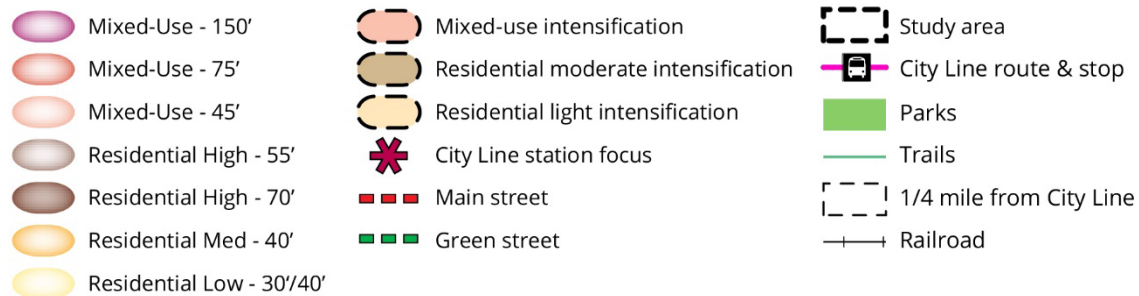 Mixed-Use - 150’
Mixed-Use - 75’
Mixed-Use - 45’
Residential High - 55’
Residential High - 70’
Residential Med - 40’
Residential Low - 30’/40’
Mixed-use intensification
Residential moderate intensification
Residential light intensification
City Line station focus
Main street
Green street
Study area
City Line route & stop
Parks
Trails
1/4 mile from City Line
Railroad